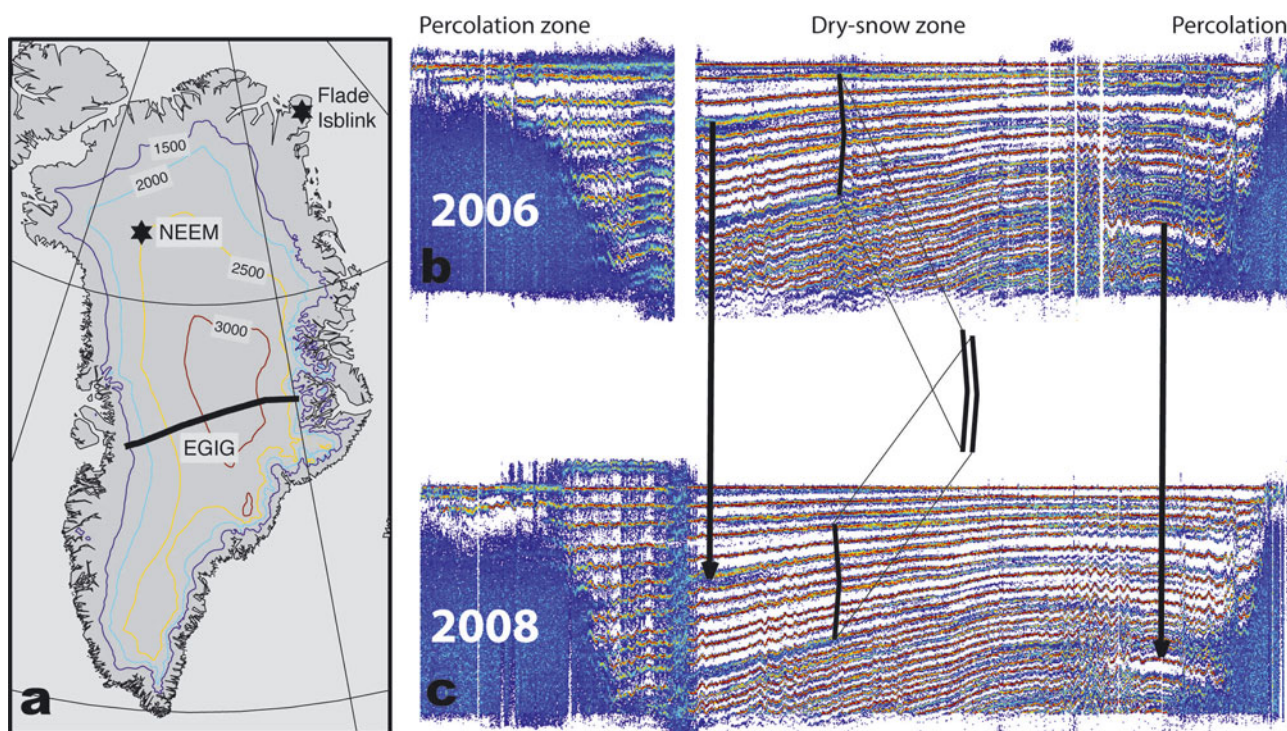 Percolation zone
Dry-snow zone
Percolation
Flade
Isblink
1500
2000
NEEM
2500
3000
EGIG
a
2006
b
2008
c